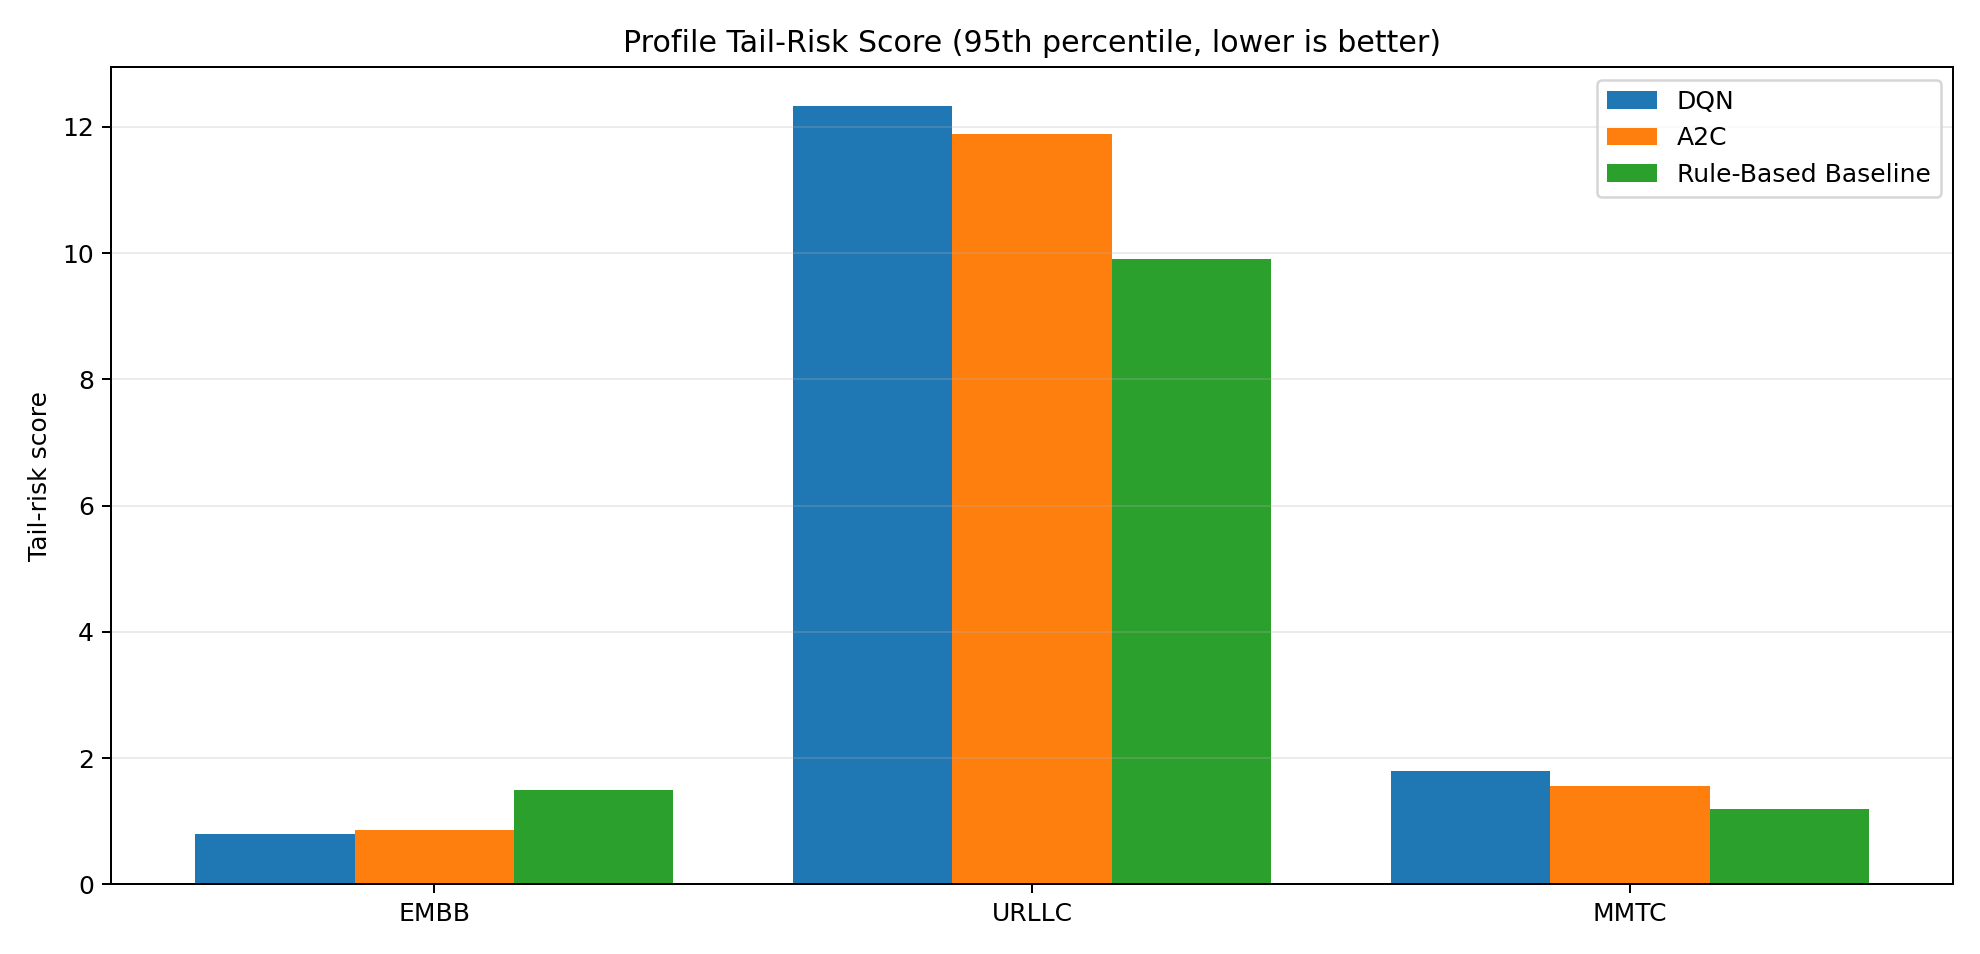 Profile Tail-Risk Score (95th percentile, lower is better)
DQN
A2C
Rule-Based Baseline
Tail-risk score
12
10
8
6
4
2
0
EMBB
URLLC
MMTC